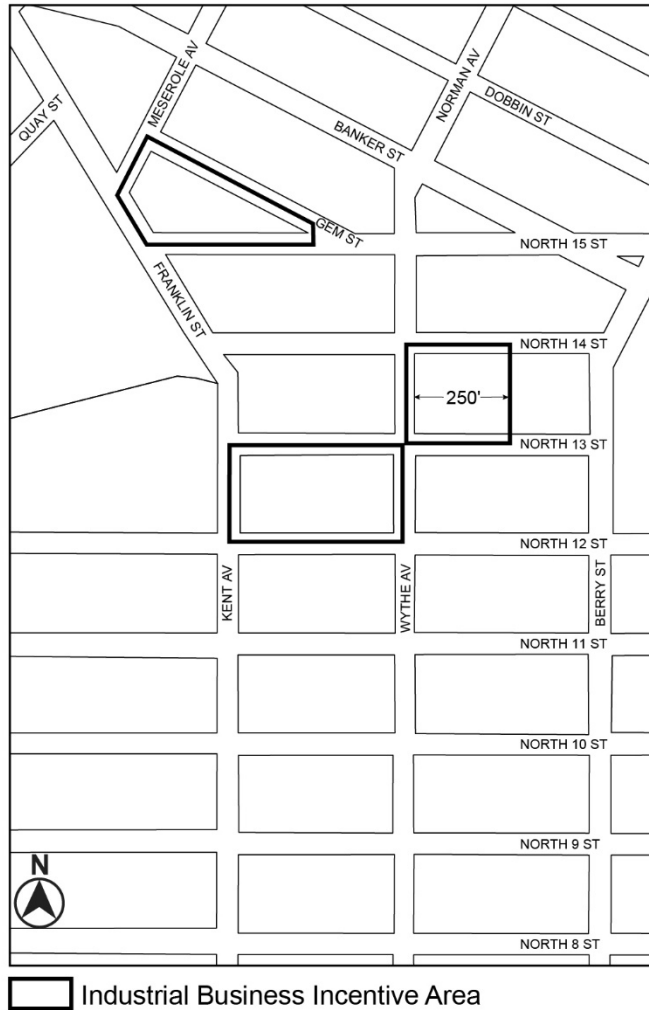 MESEROLE AV
NORMAN AV
DOBBIN ST
QUAY ST
BANKER ST
GEM ST
NORTH 15 ST
FRANKLIN ST
NORTH 14 ST
250'
NORTH 13 ST
NORTH 12 ST
KENT AV
WYTHE AV
BERRY ST
NORTH 11 ST
NORTH 10 ST
NORTH 9 ST
N
NORTH 8 ST
Industrial Business Incentive Area